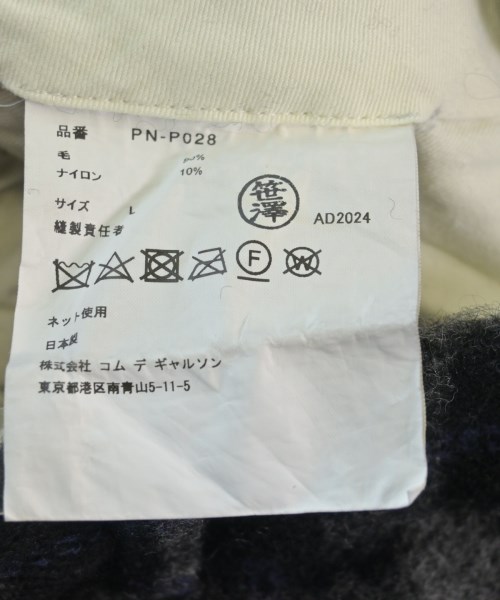 品番 PN-P028
毛
ナイロン 10%
サイズ L
縫製責任者
笹澤
AD2024
F
W
ネット使用
日本製
株式会社 コム デ ギャルソン
東京都港区南青山5-11-5